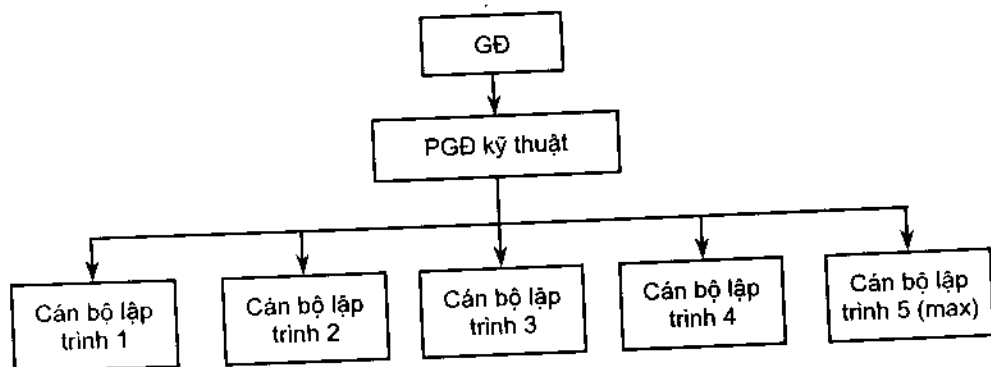 GĐ
PGĐ kỹ thuật
Cán bộ lập
trình 1
Cán bộ lập
trình 2
Cán bộ lập
trình 3
Cán bộ lập
trình 4
Cán bộ lập
trình 5 (max)